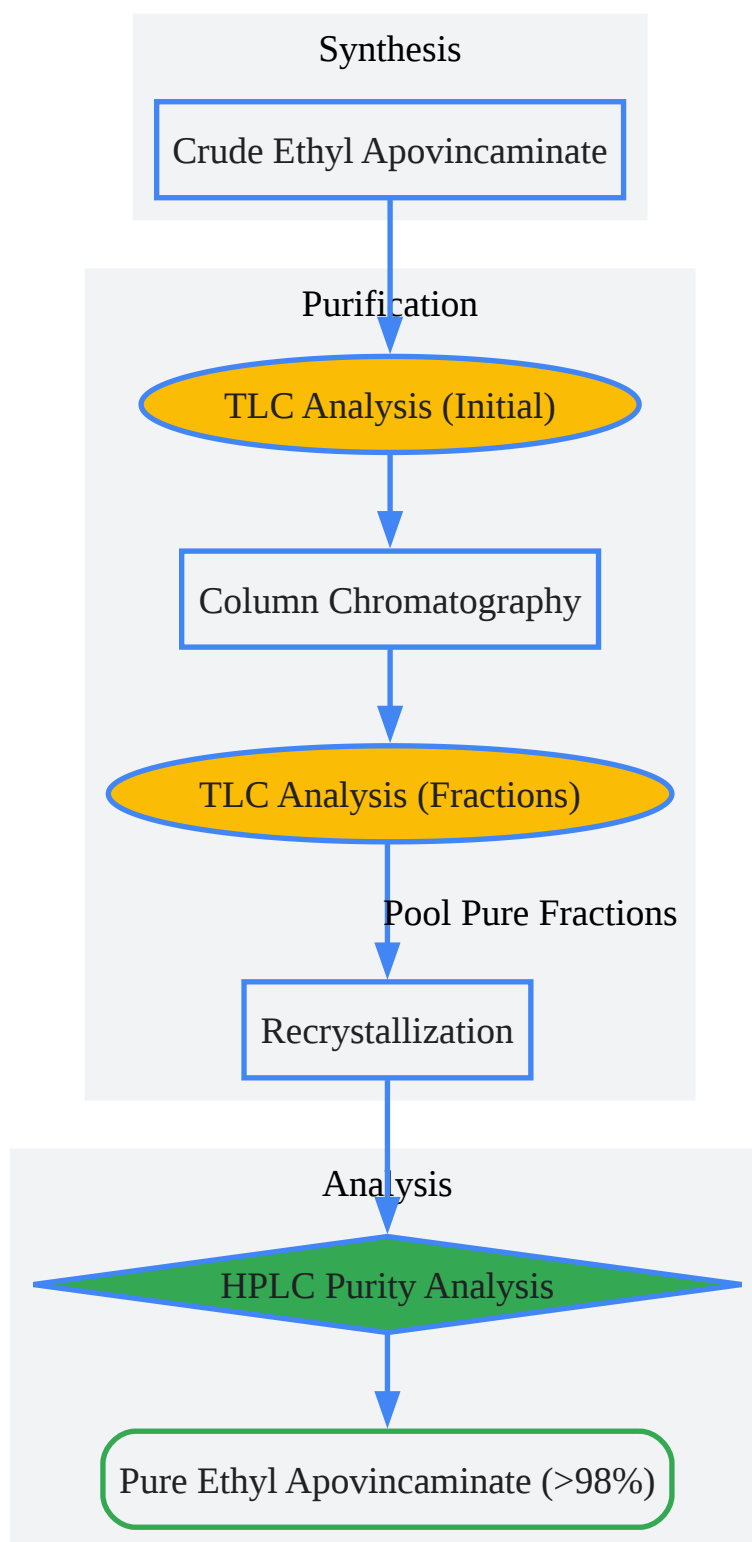 Synthesis
Crude Ethyl Apovincaminate
Purification
TLC Analysis (Initial)
Column Chromatography
TLC Analysis (Fractions)
Pool Pure Fractions
Recrystallization
Analysis
HPLC Purity Analysis
Pure Ethyl Apovincaminate (>98%)